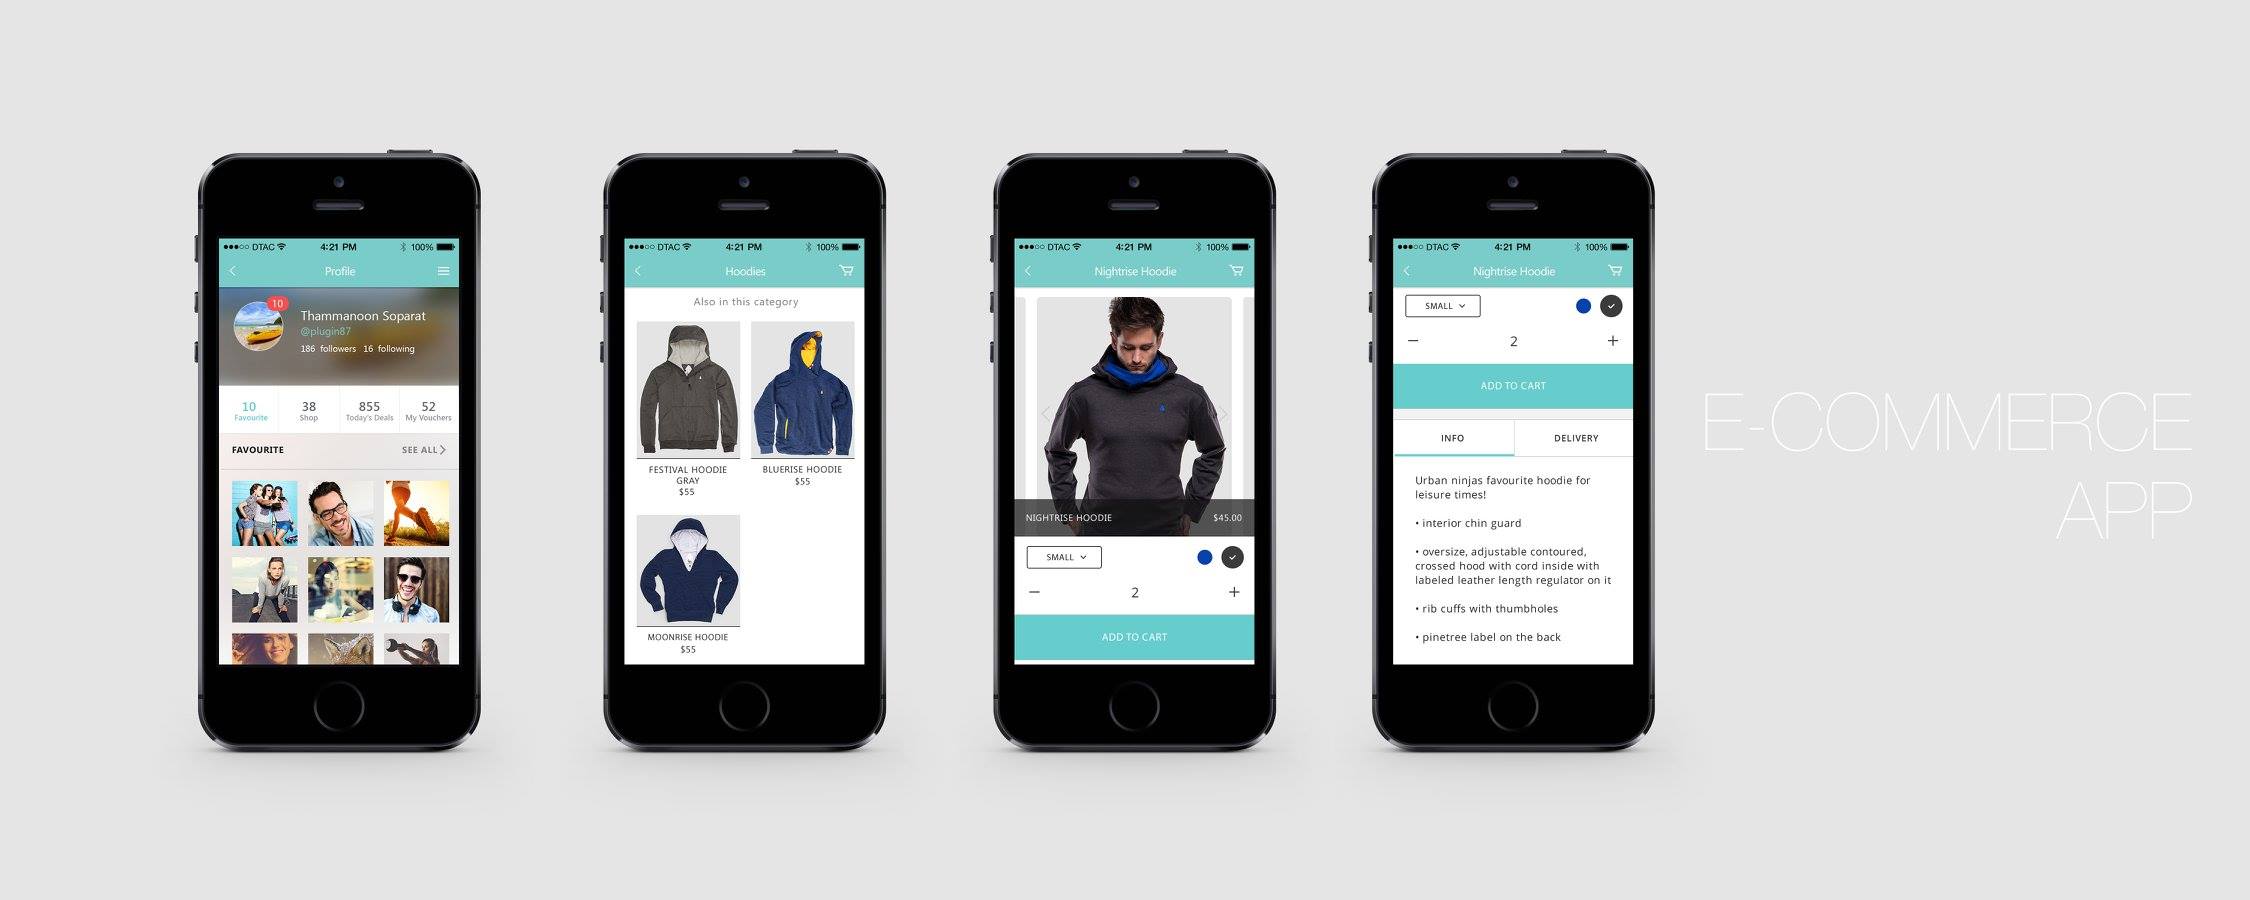 DTAC 4:21 PM 100%
Profile
10
Thammanoon Soparat
@plugin87
186 followers 16 following
10 38 855 52
Favourite Shop Today's Deals My Vouchers
FAVOURITE SEE ALL
DTAC 4:21 PM 100%
Hoodies
Also in this category
FESTIVAL HOODIE
GRAY
$55
BLUERISE HOODIE
$55
MOONRISE HOODIE
$55
DTAC 4:21 PM 100%
Nightrise Hoodie
NIGHTRISE HOODIE $45.00
SMALL
2
ADD TO CART
DTAC 4:21 PM 100%
Nightrise Hoodie
SMALL
2
ADD TO CART
INFO DELIVERY
Urban ninjas favourite hoodie for
leisure times!
• interior chin guard
• oversize, adjustable contoured,
crossed hood with cord inside with
labeled leather length regulator on it
• rib cuffs with thumbholes
• pinetree label on the back
E-COMMERCE
APP